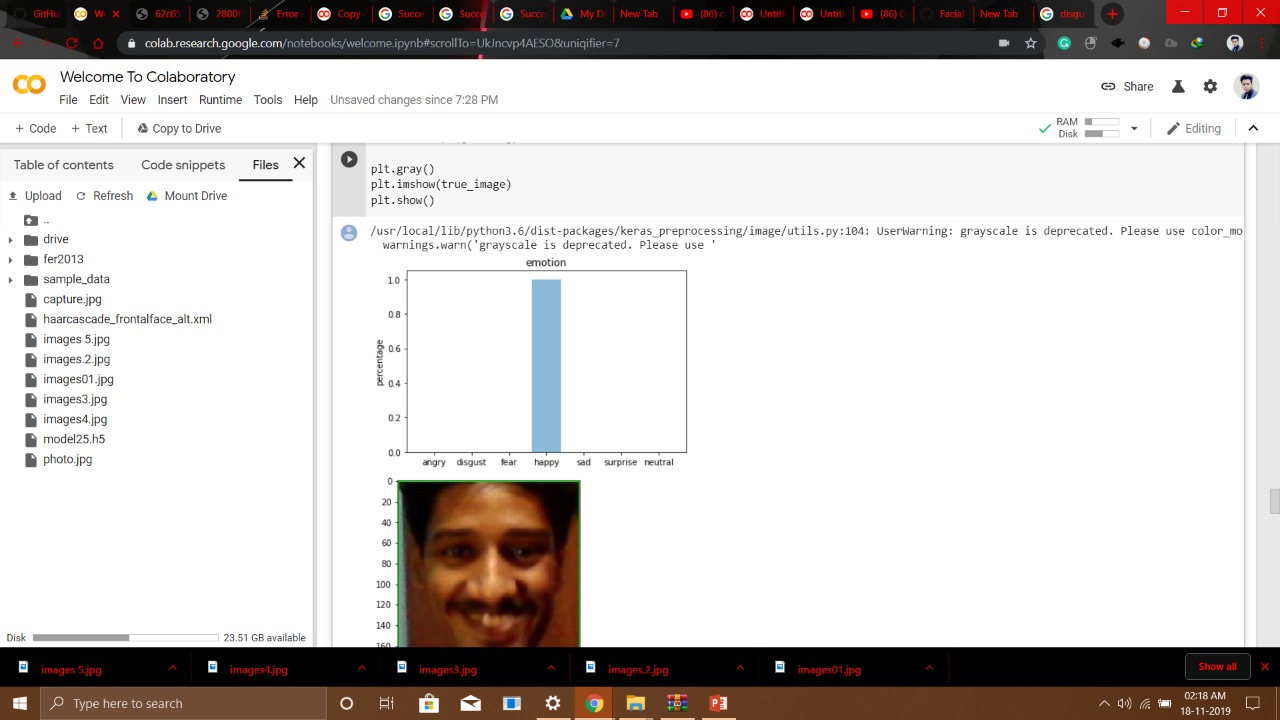 GitHu
W
62c65
2800!
Error i
Copy
Succe
Succe
Succe
My D
New Tab
(86) c
Untitl
Untitl
(86) G
Facial
New Tab
disgu
colab.research.google.com/notebooks/welcome.ipynb#scrollTo=UkJncvp4AESO&uniqifier=7
Welcome To Colaboratory
File Edit View Insert Runtime Tools Help Unsaved changes since 7:28 PM
Share
+ Code + Text Copy to Drive
RAM
Disk
Editing
Table of contents Code snippets Files
Upload Refresh Mount Drive
..
drive
fer2013
sample_data
capture.jpg
haarcascade_frontalface_alt.xml
images 5.jpg
images.2.jpg
images01.jpg
images3.jpg
images4.jpg
model25.h5
photo.jpg
Disk 23.51 GB available
plt.gray()
plt.imshow(true_image)
plt.show()
/usr/local/lib/python3.6/dist-packages/keras_preprocessing/image/utils.py:104: UserWarning: grayscale is deprecated. Please use color_mo
warnings.warn('grayscale is deprecated. Please use '
emotion
percentage
1.0
0.8
0.6
0.4
0.2
0.0
angry disgust fear happy sad surprise neutral
0
20
40
60
80
100
120
140
160
images 5.jpg images4.jpg images3.jpg images.2.jpg images01.jpg Show all
Type here to search
02:18 AM
18-11-2019